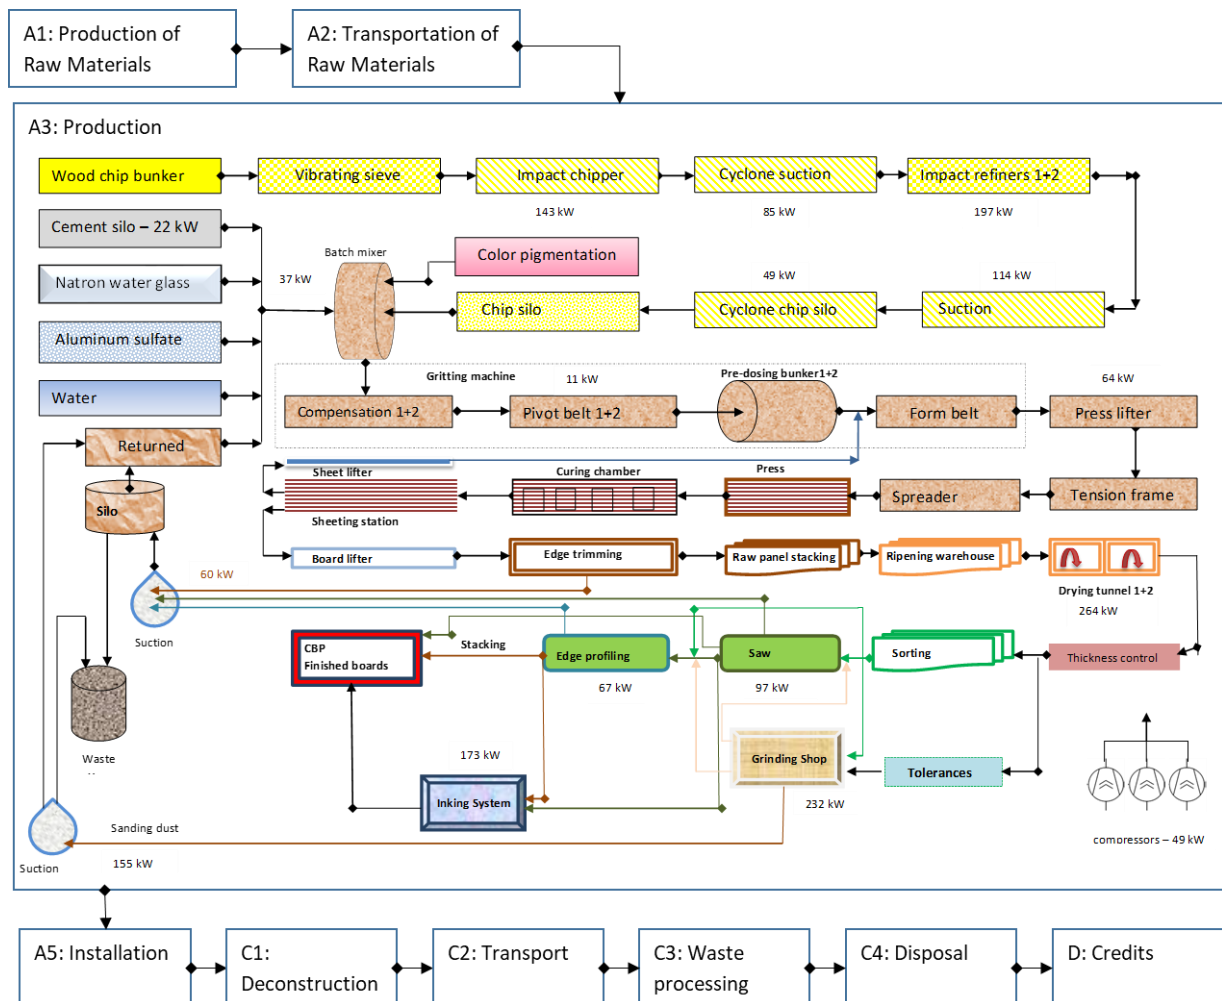 A1: Production of
Raw Materials
A2: Transportation of
Raw Materials
A3: Production
Wood chip bunker
Vibrating sieve
Impact chipper
Cyclone suction
Impact refiners 1+2
143 kW
85 kW
197 kW
Cement silo – 22 kW
Batch mixer
Color pigmentation
Natron water glass
37 kW
49 kW
114 kW
Chip silo
Cyclone chip silo
Suction
Aluminum sulfate
Gritting machine
11 kW
Pre-dosing bunker1+2
64 kW
Water
Compensation 1+2
Pivot belt 1+2
Form belt
Press lifter
Returned
Sheet lifter
Curing chamber
Press
Silo
Spreader
Tension frame
Sheeting station
Board lifter
Edge trimming
Raw panel stacking
Ripening warehouse
60 kW
Drying tunnel 1+2
264 kW
Suction
CBP
Finished boards
Stacking
Edge profiling
Saw
Sorting
Thickness control
67 kW
97 kW
Waste
173 kW
Grinding Shop
Tolerances
Inking System
232 kW
Sanding dust
compressors – 49 kW
Suction
155 kW
A5: Installation
C1:
Deconstruction
C2: Transport
C3: Waste
processing
C4: Disposal
D: Credits